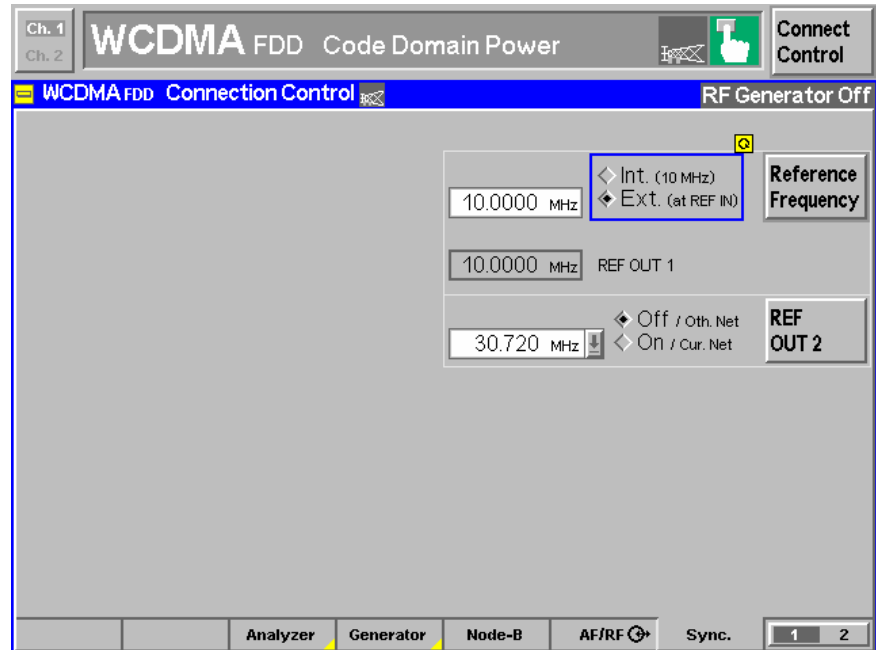 Ch. 1
Ch. 2
WCDMA FDD Code Domain Power
Connect
Control
WCDMA FDD Connection Control
RF Generator Off
10.0000 MHz
Int. (10 MHz)
Ext. (at REF IN)
Reference
Frequency
10.0000 MHz REF OUT 1
30.720 MHz
Off / Oth. Net
On / Cur. Net
REF
OUT 2
Analyzer Generator Node-B AF/RF Sync. 1 2